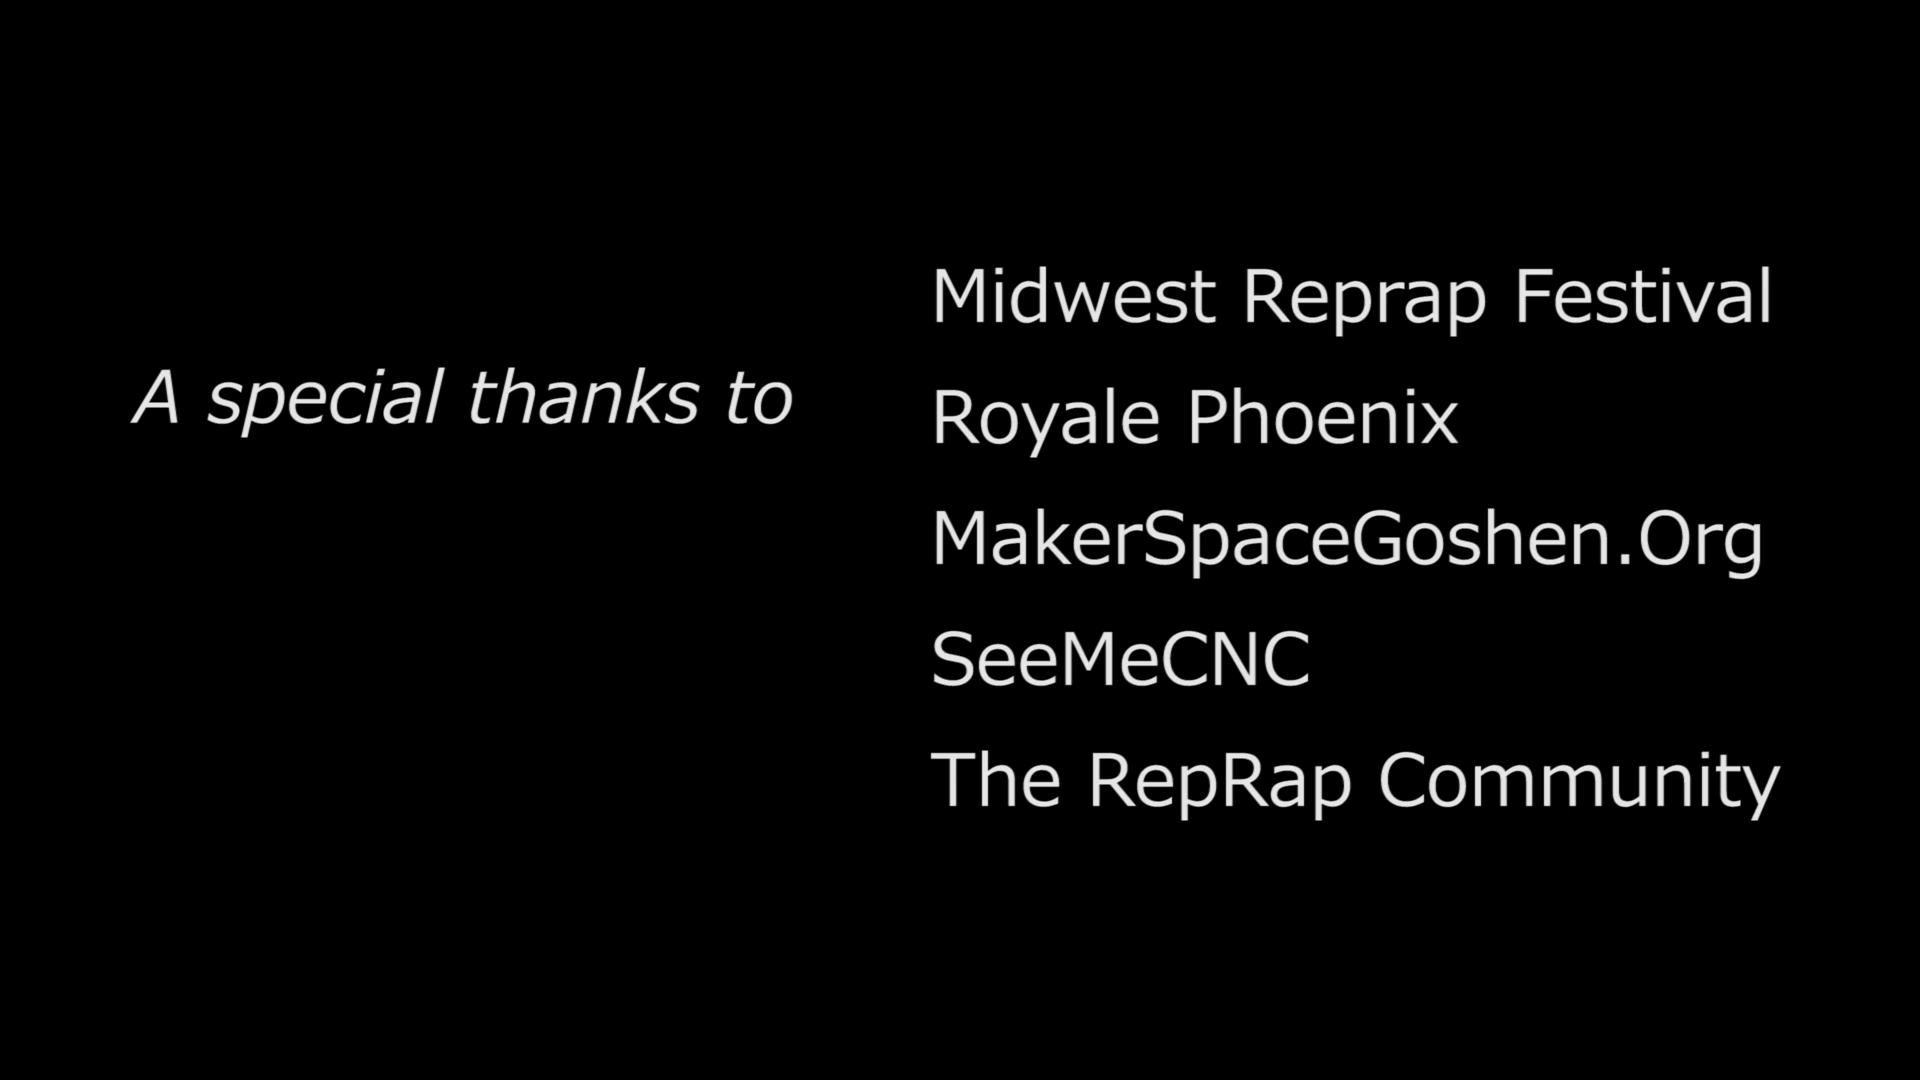 A special thanks to
Midwest Reprap Festival
Royale Phoenix
MakerSpaceGoshen.Org
SeeMeCNC
The RepRap Community